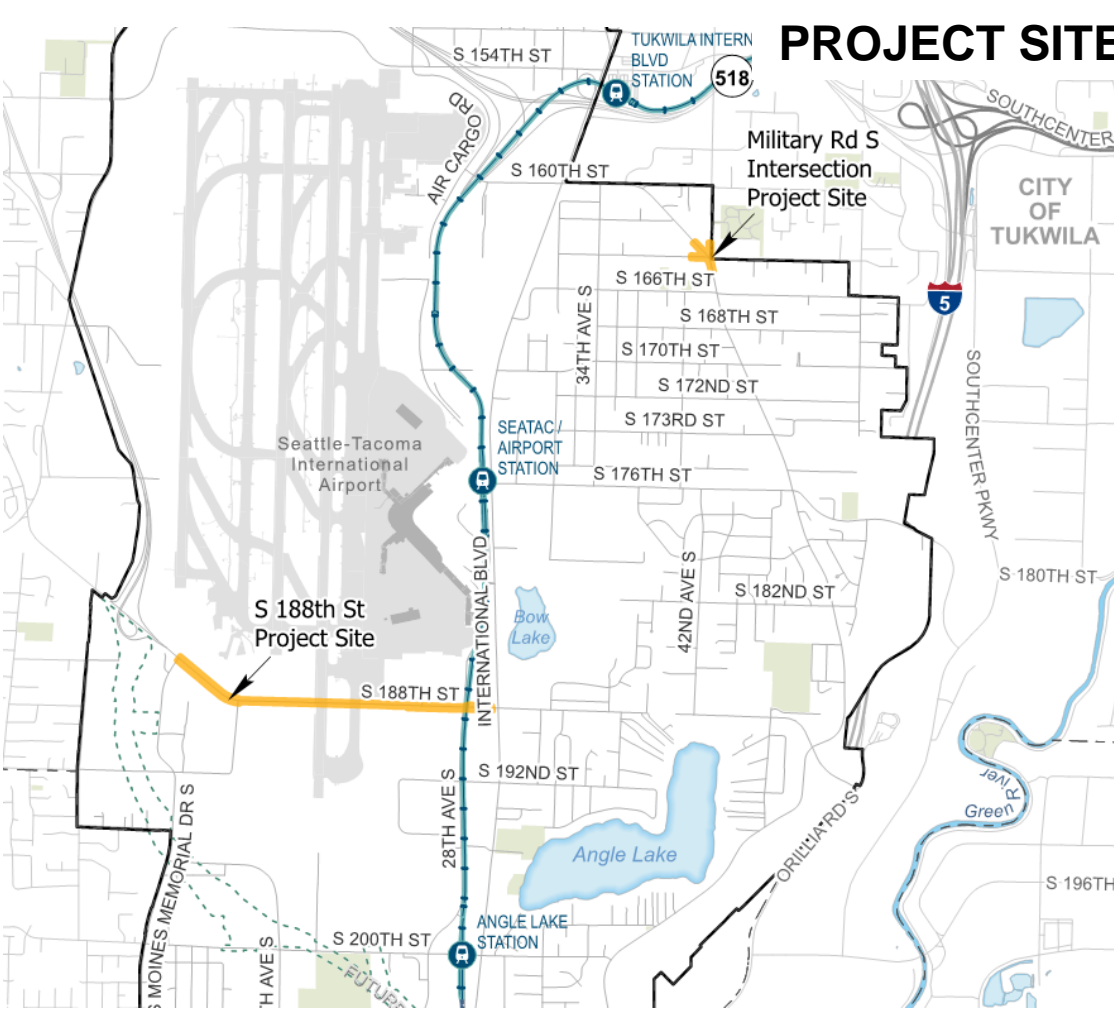 PROJECT SITE
TUKWILA INTERN
BLVD
STATION
518
S 154TH ST
SOUTHCENTER
AIR CARGO RD
Military Rd S
Intersection
Project Site
S 160TH ST
CITY
OF
TUKWILA
S 166TH ST
5
34TH AVE S
S 168TH ST
S 170TH ST
S 172ND ST
S 173RD ST
SOUTHCENTER PKWY
Seattle-Tacoma
International
Airport
SEATAC /
AIRPORT
STATION
S 176TH ST
INTERNATIONAL BLVD
42ND AVE S
S 180TH ST
S 182ND ST
S 188th St
Project Site
Bow
Lake
S 188TH ST
S 192ND ST
28TH AVE S
Green River
ORILLIA RD S
Angle Lake
S MOINES MEMORIAL DR S
S 196TH
ANGLE LAKE
STATION
S 200TH ST
TH AVE S
FUTURE